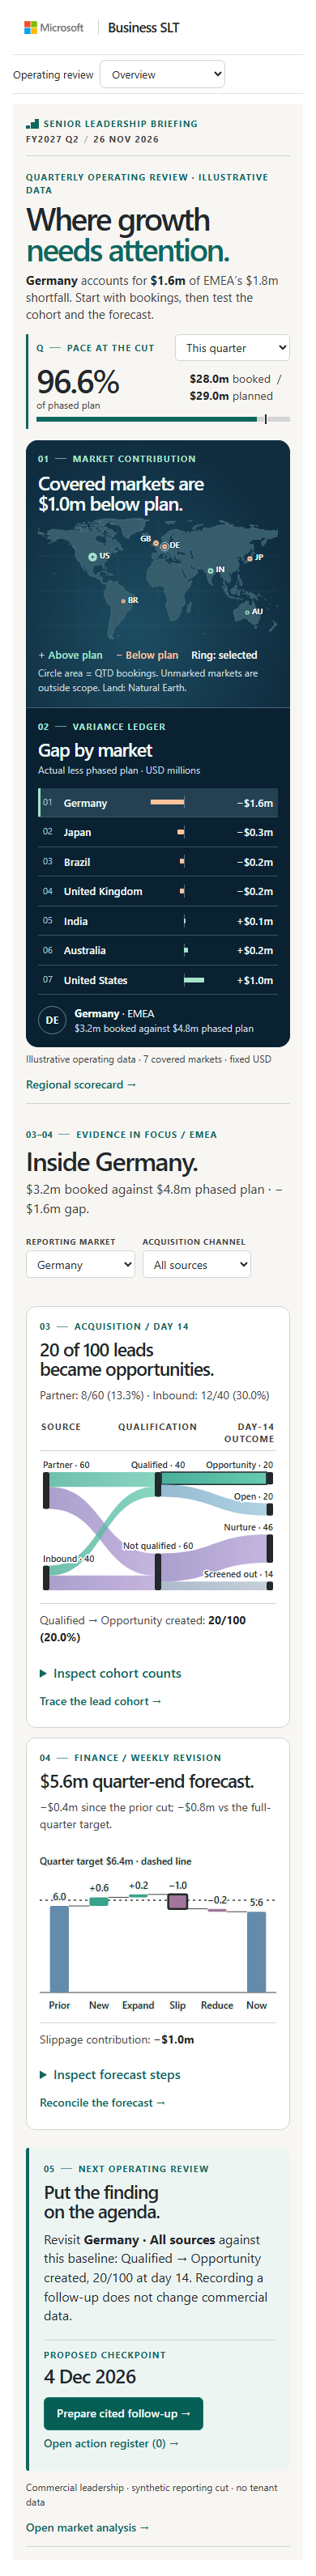 Microsoft Business SLT
Operating review Overview
SENIOR LEADERSHIP BRIEFING
FY2027 Q2 / 26 NOV 2026
QUARTERLY OPERATING REVIEW · ILLUSTRATIVE
DATA
Where growth
needs attention.
Germany accounts for $1.6m of EMEA's $1.8m
shortfall. Start with bookings, then test the
cohort and the forecast.
Q — PACE AT THE CUT This quarter
96.6%
of phased plan
$28.0m booked /
$29.0m planned
01 — MARKET CONTRIBUTION
Covered markets are
$1.0m below plan.
US
GB
DE
JP
IN
BR
AU
+ Above plan − Below plan Ring: selected
Circle area = QTD bookings. Unmarked markets are
outside scope. Land: Natural Earth.
02 — VARIANCE LEDGER
Gap by market
Actual less phased plan · USD millions
01 Germany −$1.6m
02 Japan −$0.3m
03 Brazil −$0.2m
04 United Kingdom −$0.2m
05 India +$0.1m
06 Australia +$0.2m
07 United States +$1.0m
DE Germany · EMEA
$3.2m booked against $4.8m phased plan
Illustrative operating data · 7 covered markets · fixed USD
Regional scorecard →
03–04 — EVIDENCE IN FOCUS / EMEA
Inside Germany.
$3.2m booked against $4.8m phased plan · −
$1.6m gap.
REPORTING MARKET ACQUISITION CHANNEL
Germany All sources
03 — ACQUISITION / DAY 14
20 of 100 leads
became opportunities.
Partner: 8/60 (13.3%) · Inbound: 12/40 (30.0%)
SOURCE QUALIFICATION DAY-14
OUTCOME
Partner · 60 Qualified · 40 Opportunity · 20
Open · 20
Nurture · 46
Not qualified · 60
Inbound · 40
Screened out · 14
Qualified → Opportunity created: 20/100
(20.0%)
▶ Inspect cohort counts
Trace the lead cohort →
04 — FINANCE / WEEKLY REVISION
$5.6m quarter-end forecast.
−$0.4m since the prior cut; −$0.8m vs the full-
quarter target.
Quarter target $6.4m · dashed line
6.0 +0.6 +0.2 −1.0 −0.2 5.6
Prior New Expand Slip Reduce Now
Slippage contribution: −$1.0m
▶ Inspect forecast steps
Reconcile the forecast →
05 — NEXT OPERATING REVIEW
Put the finding
on the agenda.
Revisit Germany · All sources against
this baseline: Qualified → Opportunity
created, 20/100 at day 14. Recording a
follow-up does not change commercial
data.
PROPOSED CHECKPOINT
4 Dec 2026
Prepare cited follow-up →
Open action register (0) →
Commercial leadership · synthetic reporting cut · no tenant
data
Open market analysis →